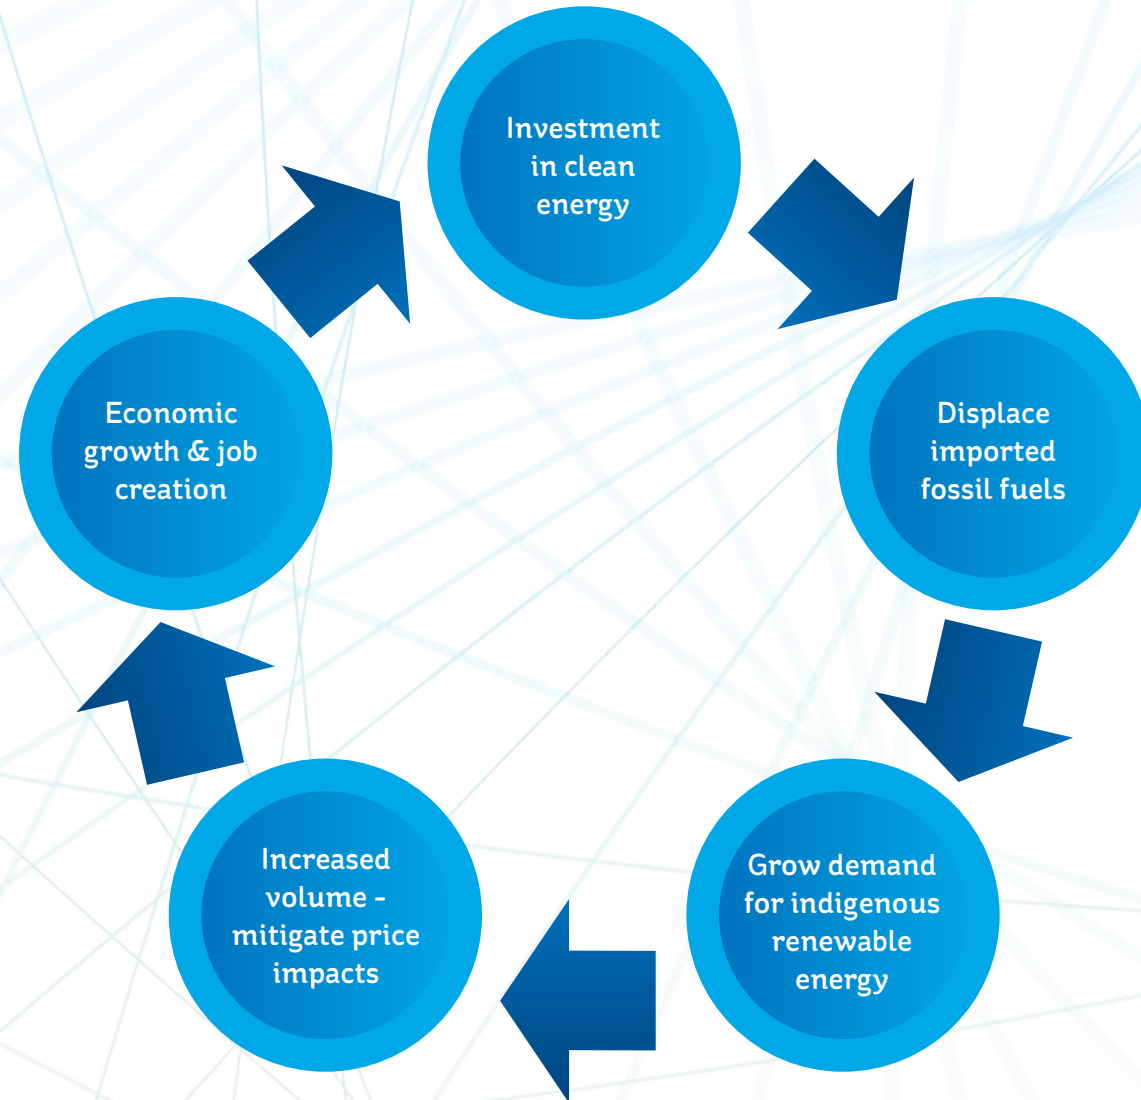 Investment
in clean
energy
Displace
imported
fossil fuels
Grow demand
for indigenous
renewable
energy
Increased
volume -
mitigate price
impacts
Economic
growth & job
creation